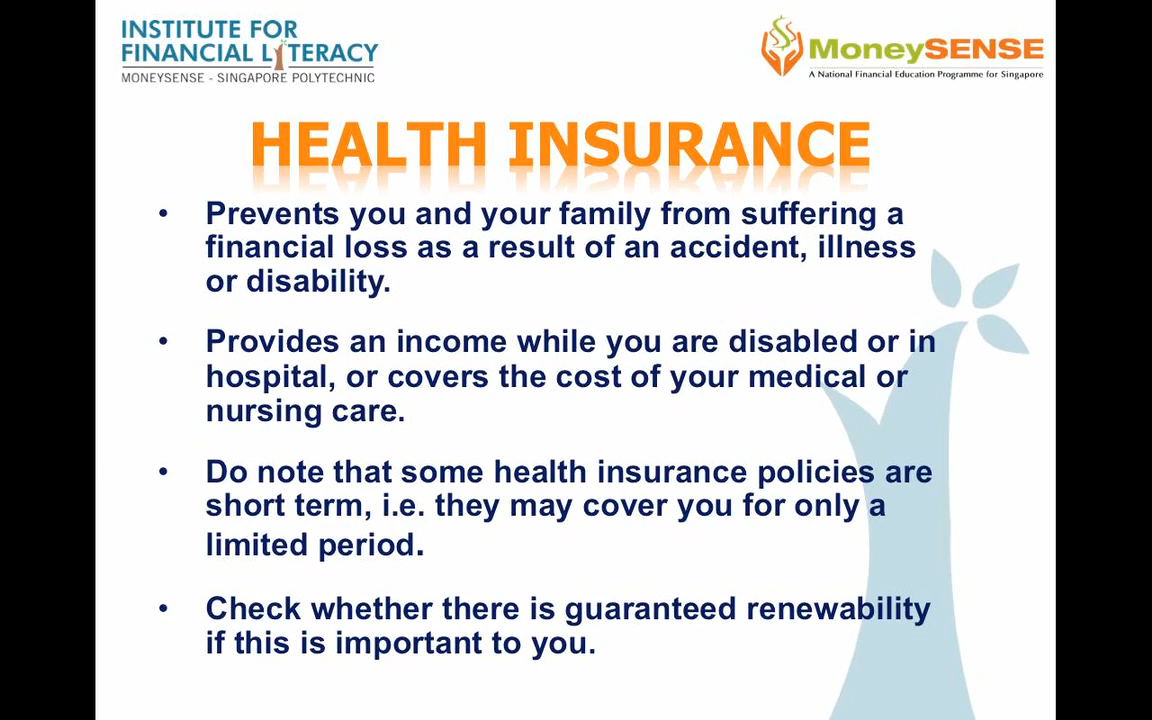 INSTITUTE FOR
FINANCIAL LITERACY
MONEYSENSE - SINGAPORE POLYTECHNIC
MoneySENSE
A National Financial Education Programme for Singapore
HEALTH INSURANCE
• Prevents you and your family from suffering a
financial loss as a result of an accident, illness
or disability.
• Provides an income while you are disabled or in
hospital, or covers the cost of your medical or
nursing care.
• Do note that some health insurance policies are
short term, i.e. they may cover you for only a
limited period.
• Check whether there is guaranteed renewability
if this is important to you.